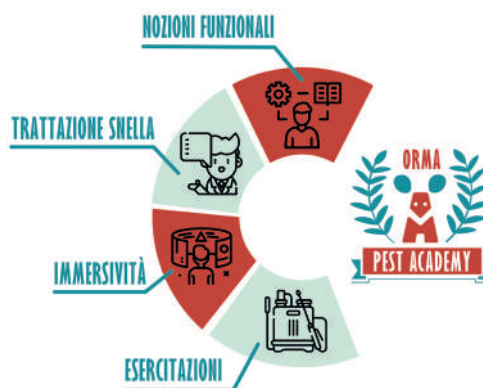 NOZIONI FUNZIONALI
TRATTAZIONE SNELLA
IMMERSIVITÀ
ESERCITAZIONI
ORMA
PEST ACADEMY